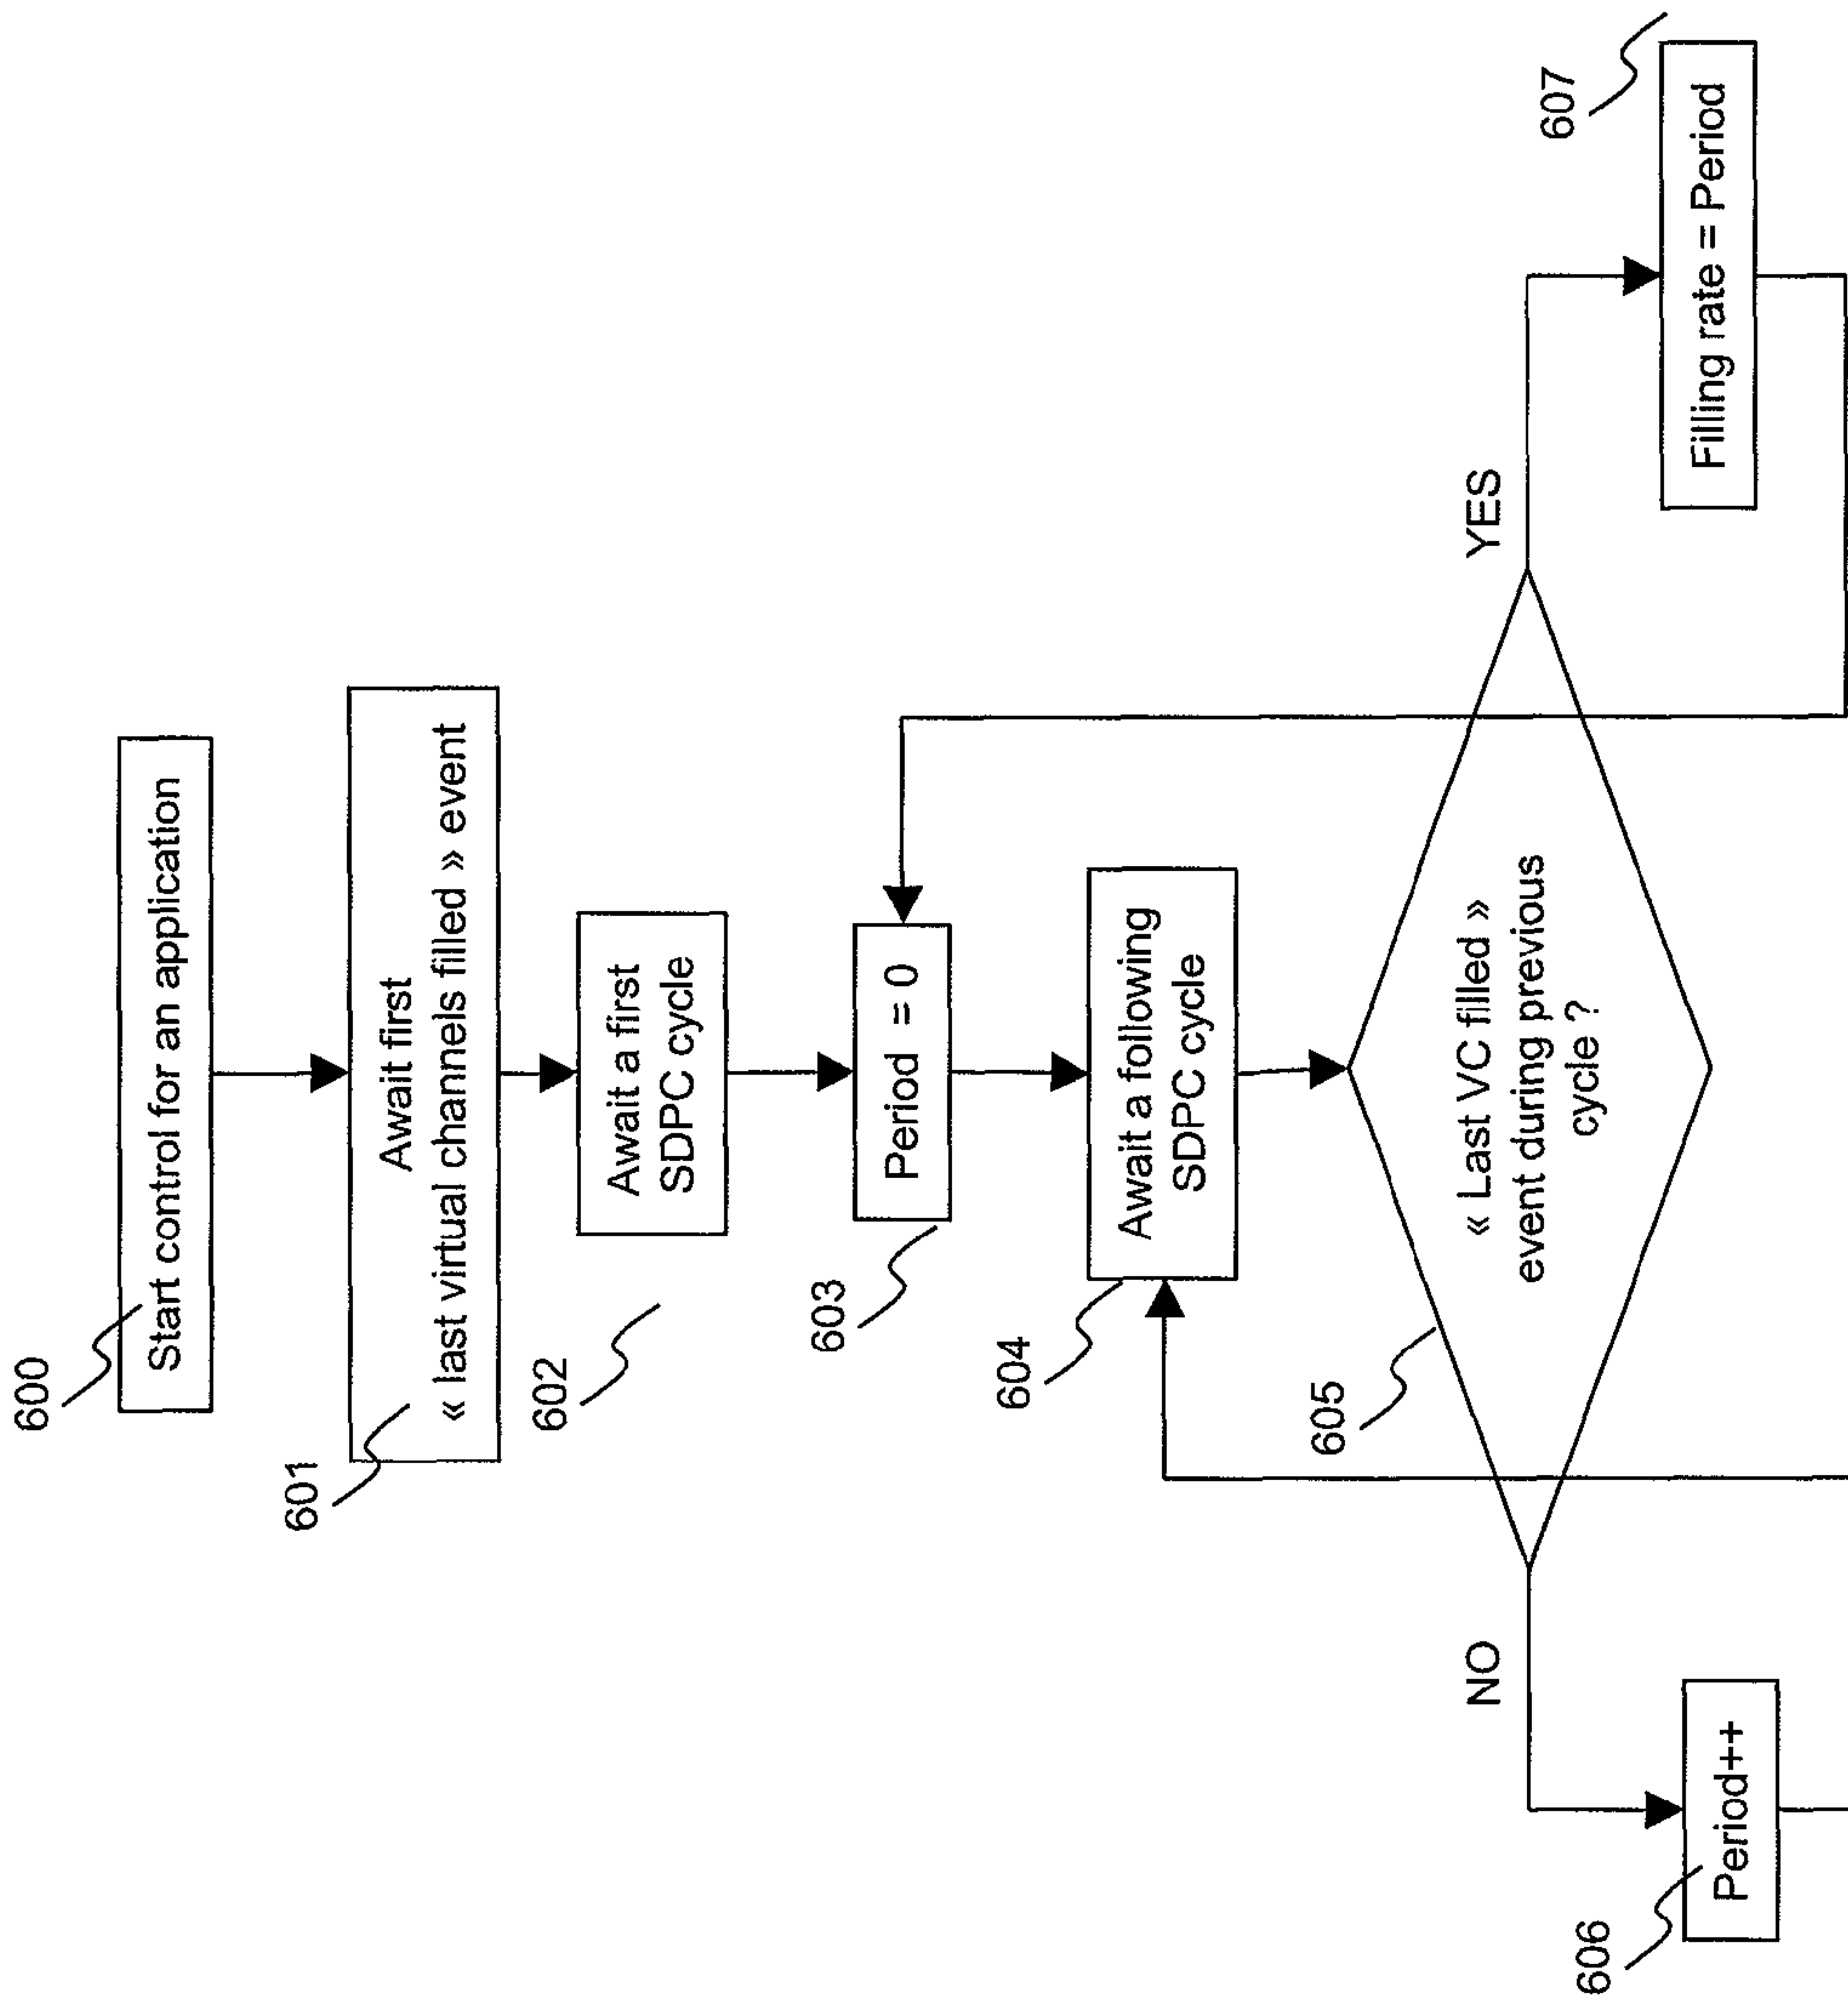 600
Start control for an application
601
Await first
« last virtual channels filled » event
602
Await a first
SDPC cycle
603
Period = 0
604
Await a following
SDPC cycle
605
« Last VC filled »
event during previous
cycle ?
NO
YES
606
Period++
607
Filling rate = Period